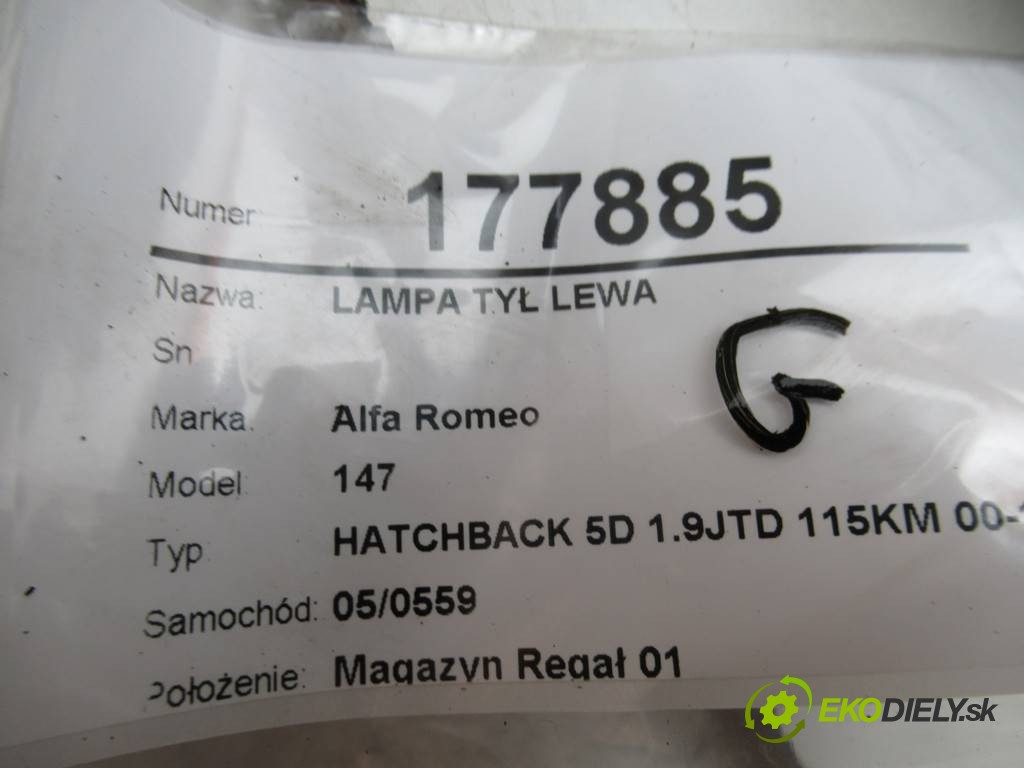 Numer 177885
Nazwa: LAMPA TYŁ LEWA
Sn
G
Marka: Alfa Romeo
Model: 147
Typ HATCHBACK 5D 1.9JTD 115KM 00-
Samochód: 05/0559
Położenie: Magazyn Regał 01
EKODIELY.sk